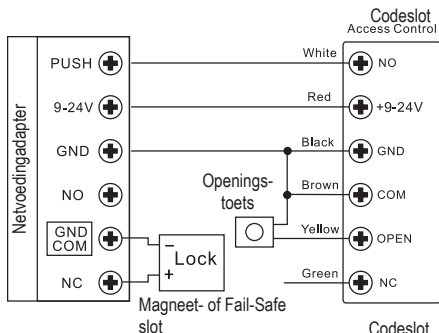 Codeslot
Access Control
Netvoedingadapter
PUSH
White
NO
9-24V
Red
+9-24V
GND
Black
GND
NO
Openings-
toets
Brown
COM
GND
COM
−
Lock
+
Yellow
OPEN
NC
Green
NC
Magneet- of Fail-Safe
slot
Codeslot